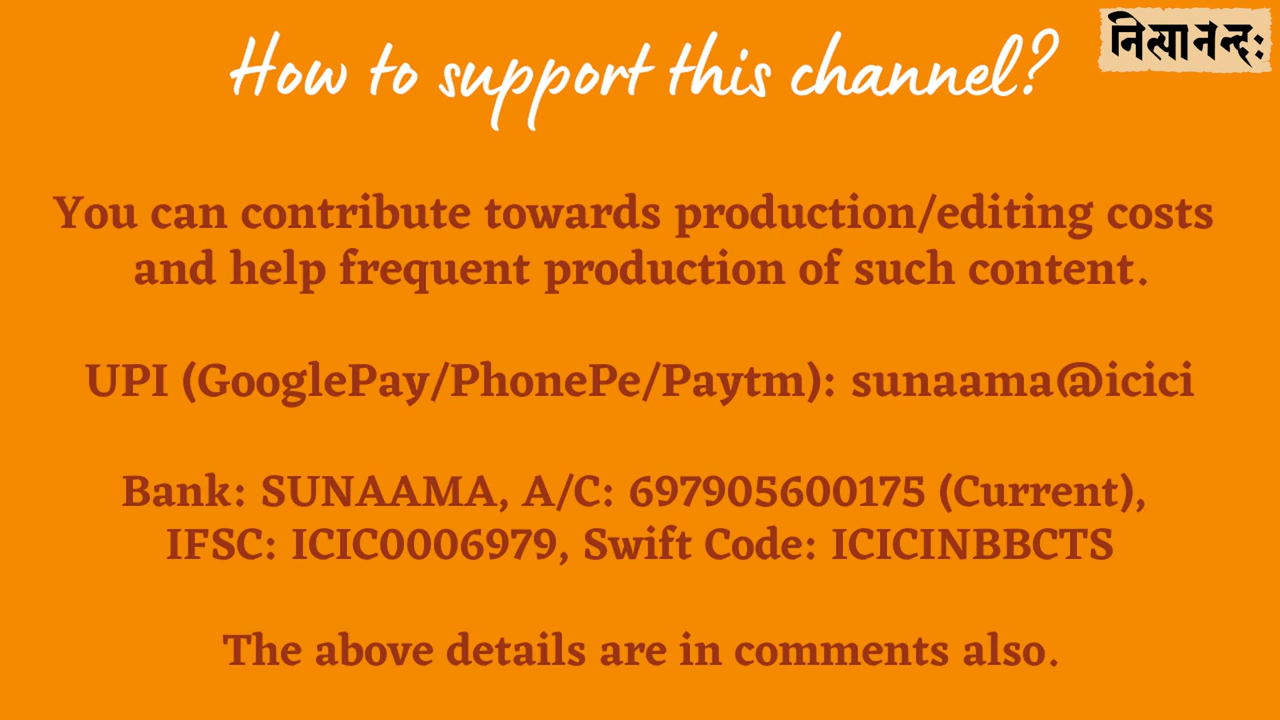 How to support this channel?
नित्यानन्दः
You can contribute towards production/editing costs
and help frequent production of such content.
UPI (GooglePay/PhonePe/Paytm): sunaama@icici
Bank: SUNAAMA, A/C: 697905600175 (Current),
IFSC: ICIC0006979, Swift Code: ICICINBBCTS
The above details are in comments also.